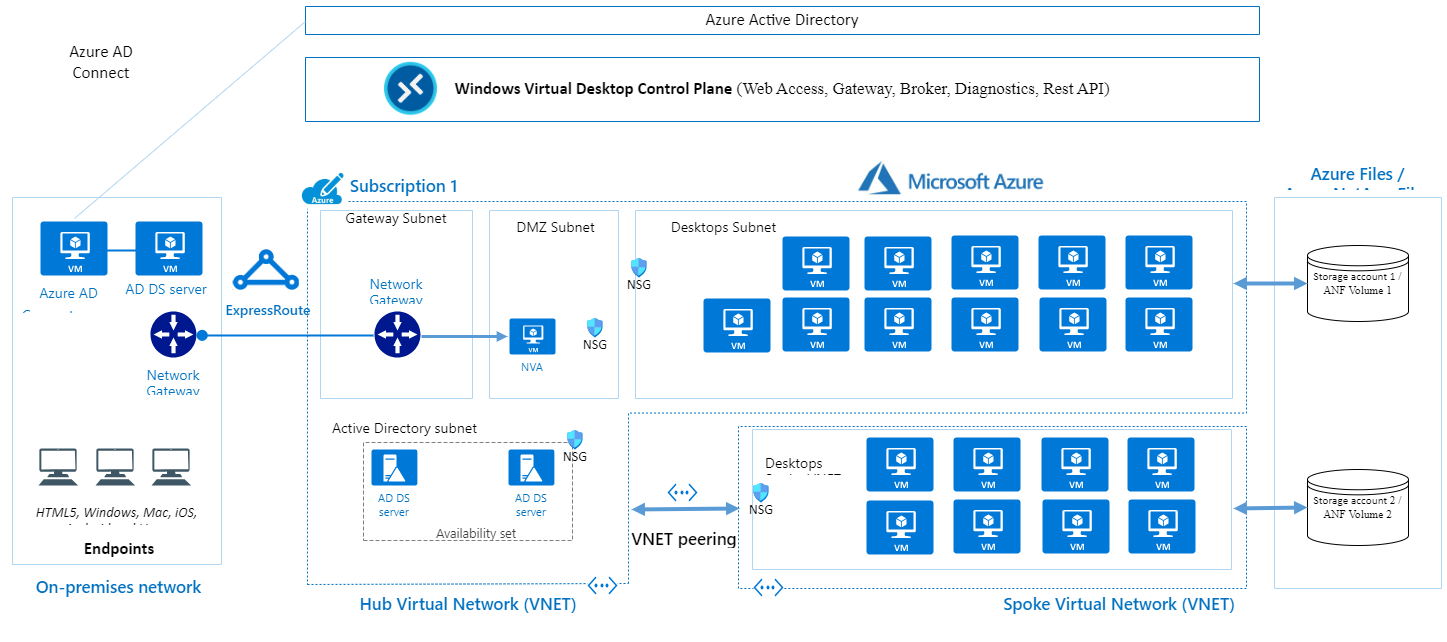 Azure Active Directory
Azure AD
Connect
Windows Virtual Desktop Control Plane (Web Access, Gateway, Broker, Diagnostics, Rest API)
Azure
Subscription 1
Microsoft Azure
Azure Files /
Gateway Subnet
DMZ Subnet
Desktops Subnet
VM
VM
Azure AD
AD DS server
ExpressRoute
Network
Gateway
Network
Gateway
VM
NVA
NSG
NSG
VM
VM
VM
VM
VM
VM
VM
VM
VM
VM
VM
Storage account 1 /
ANF Volume 1
HTML5, Windows, Mac, iOS,
Endpoints
On-premises network
Active Directory subnet
NSG
AD DS
server
AD DS
server
Availability set
Hub Virtual Network (VNET)
VNET peering
Desktops
NSG
VM
VM
VM
VM
VM
VM
VM
VM
Spoke Virtual Network (VNET)
Storage account 2 /
ANF Volume 2